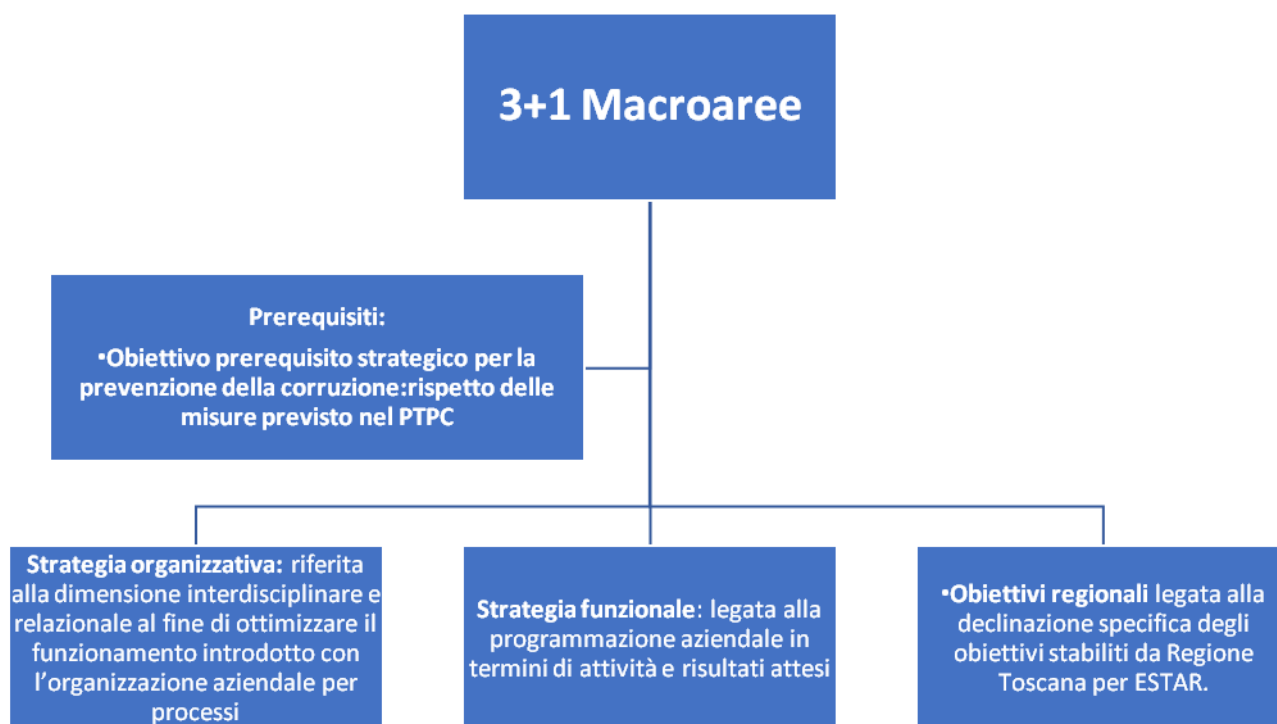 3+1 Macroaree
Prerequisiti:
•Obiettivo prerequisito strategico per la
prevenzione della corruzione:rispetto delle
misure previsto nel PTPC
Strategia organizzativa: riferita
alla dimensione interdisciplinare e
relazionale al fine di ottimizzare il
funzionamento introdotto con
l'organizzazione aziendale per
processi
Strategia funzionale: legata alla
programmazione aziendale in
termini di attività e risultati attesi
•Obiettivi regionali legata alla
declinazione specifica degli
obiettivi stabiliti da Regione
Toscana per ESTAR.